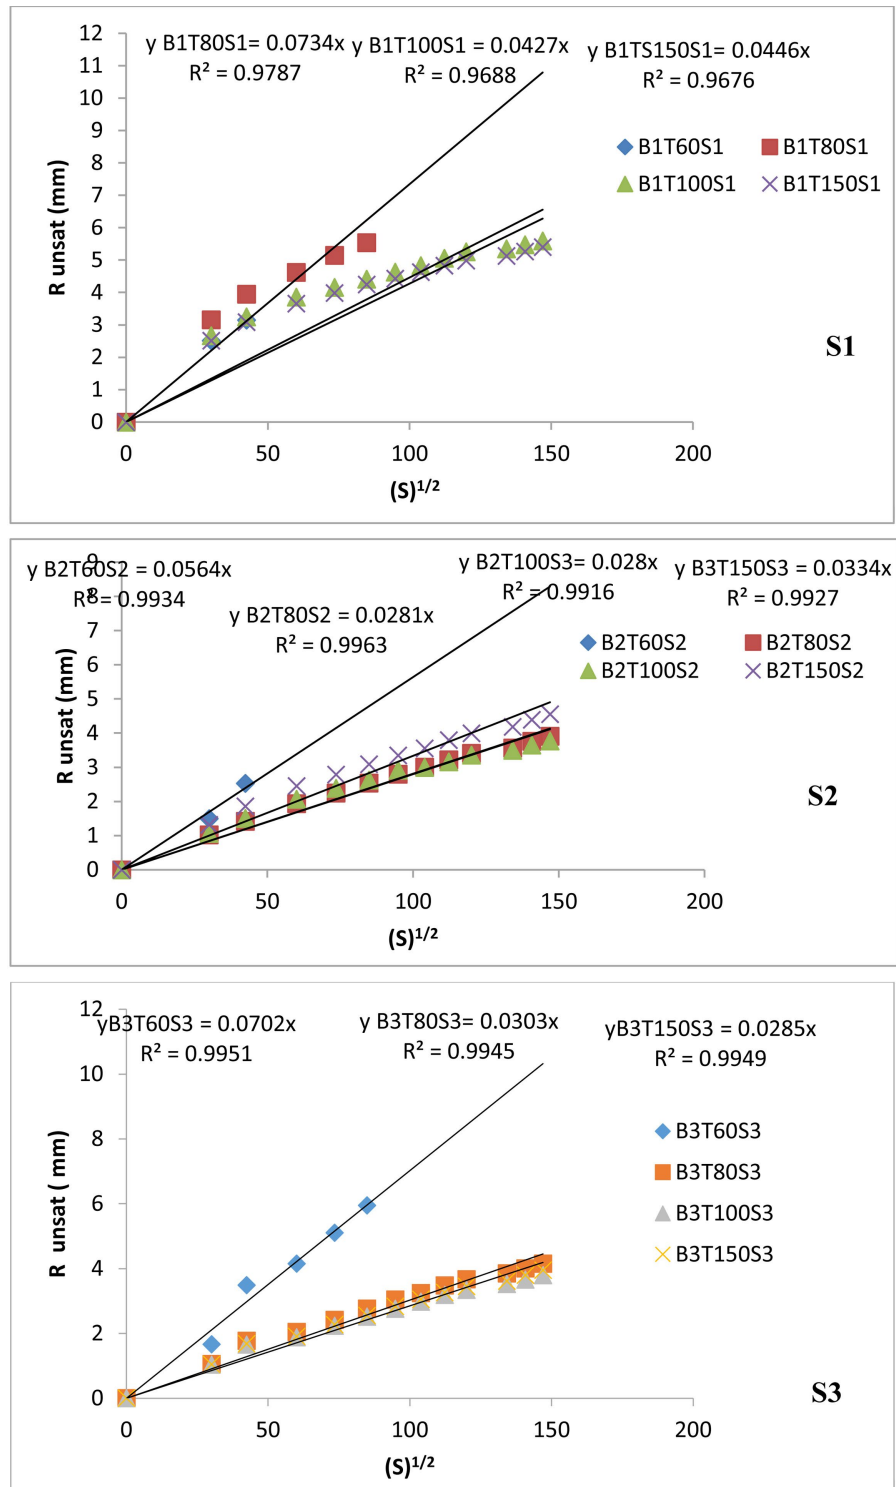 12
y B1T80S1= 0.0734x y B1T100S1 = 0.0427x y B1TS150S1= 0.0446x
R² = 0.9787 R² = 0.9688 R² = 0.9676
11
10
9
8
7
6
5
4
3
2
1
0
R unsat (mm)
B1T60S1 B1T80S1
B1T100S1 B1T150S1
S1
0 50 100 150 200
(S)1/2
9
y B2T60S2 = 0.0564x y B2T100S3= 0.028x y B3T150S3 = 0.0334x
R² = 0.9934 R² = 0.9916 R² = 0.9927
8
y B2T80S2 = 0.0281x
R² = 0.9963
7
6
5
4
3
2
1
0
R unsat (mm)
B2T60S2 B2T80S2
B2T100S2 B2T150S2
S2
0 50 100 150 200
(S)1/2
12
yB3T60S3 = 0.0702x y B3T80S3= 0.0303x yB3T150S3 = 0.0285x
R² = 0.9951 R² = 0.9945 R² = 0.9949
10
8
6
4
2
0
R unsat ( mm)
B3T60S3
B3T80S3
B3T100S3
B3T150S3
S3
0 50 100 150 200
(S)1/2